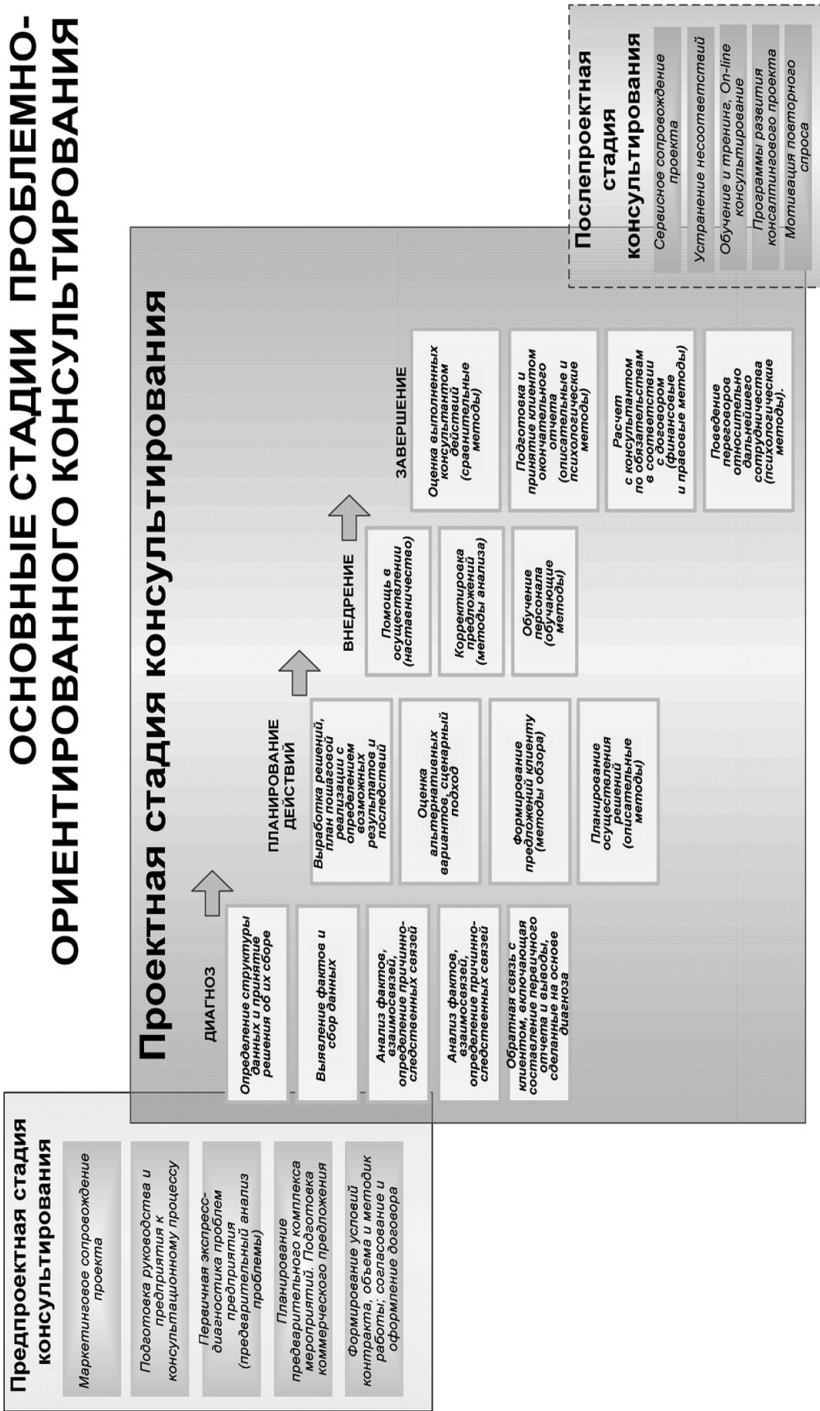 ОСНОВНЫЕ СТАДИИ ПРОБЛЕМНО-
ОРИЕНТИРОВАННОГО КОНСУЛЬТИРОВАНИЯ
Предпроектная стадия
консультирования
Маркетинговое сопровождение
проекта
Подготовка руководства и
предприятия к
консультационному процессу
Первичная экспресс-
диагностика проблем
предприятия
(предварительный анализ
проблемы)
Планирование
предварительного комплекса
мероприятий. Подготовка
коммерческого предложения
Формирование условий
контракта, объема и методик
работы; согласование и
оформление договора
Проектная стадия консультирования
ДИАГНОЗ
Определение структуры
данных и принятие
решения об их сборе
Выявление фактов и
сбор данных
Анализ фактов,
взаимосвязей,
определение причинно-
следственных связей
Анализ фактов,
взаимосвязей,
определение причинно-
следственных связей
Обратная связь с
клиентом, включающая
составление первичного
отчета и выводы,
сделанные на основе
диагноза
ПЛАНИРОВАНИЕ
ДЕЙСТВИЙ
Выработка решений,
план пошаговой
реализации с
определением
возможных
результатов и
последствий
Оценка
альтернативных
вариантов, сценарный
подход
Формирование
предложений клиенту
(методы обзора)
Планирование
осуществления
решений
(описательные
методы)
ВНЕДРЕНИЕ
Помощь в
осуществлении
(наставничество)
Корректировка
предложений
(методы анализа)
Обучение
персонала
(обучающие
методы)
ЗАВЕРШЕНИЕ
Оценка выполненных
консультантом
действий
(сравнительные
методы)
Подготовка и
принятие клиентом
окончательного
отчета
(описательные и
психологические
методы)
Расчет
с консультантом
по обязательствам
в соответствии
с договором
(финансовые
и правовые методы)
Поведение
переговоров
относительно
дальнейшего
сотрудничества
(психологические
методы).
Послепроектная
стадия
консультирования
Сервисное сопровождение
проекта
Устранение несоответствий
Обучение и тренинг, On-line
консультирование
Программы развития
консалтингового проекта
Мотивация повторного
спроса